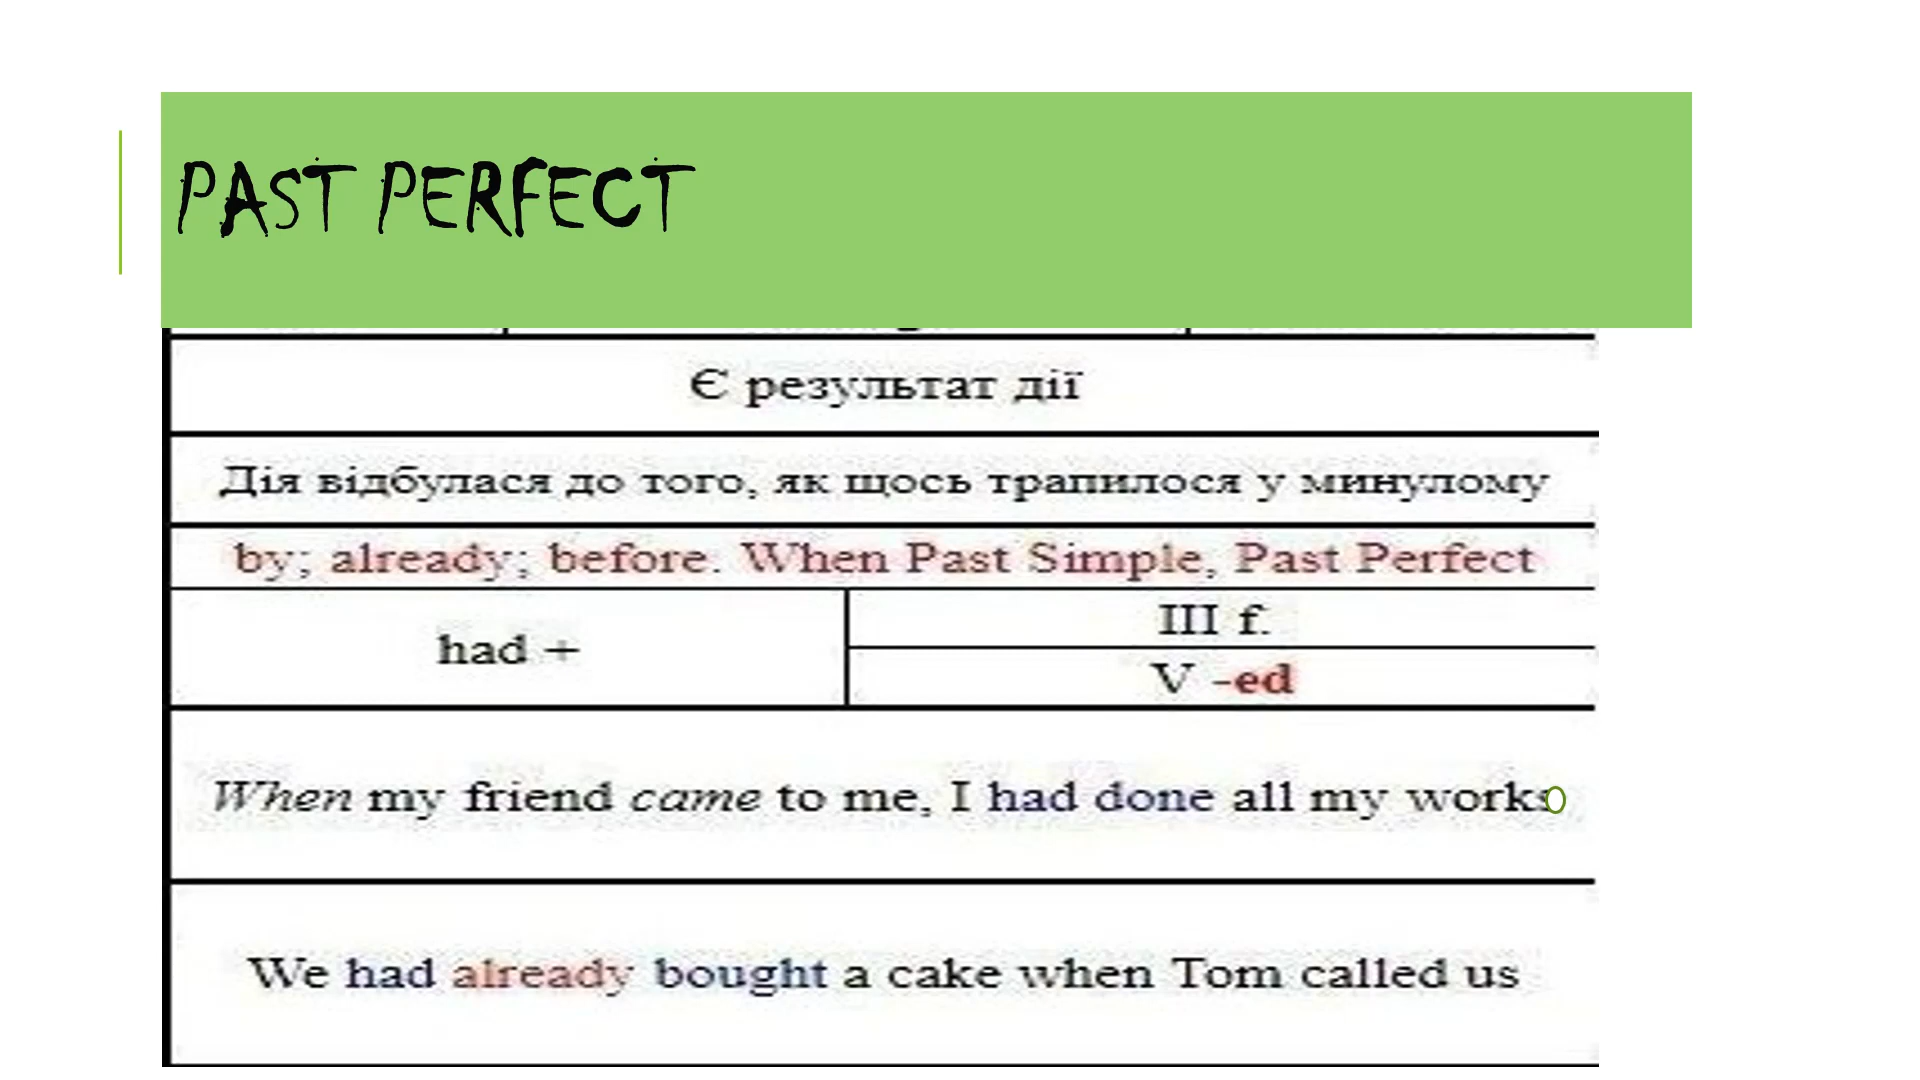 PAST PERFECT
Є результат дії
Дія відбулася до того, як щось трапилося у минулому
by; already; before. When Past Simple, Past Perfect
had +
III f.
V -ed
When my friend came to me, I had done all my works
We had already bought a cake when Tom called us